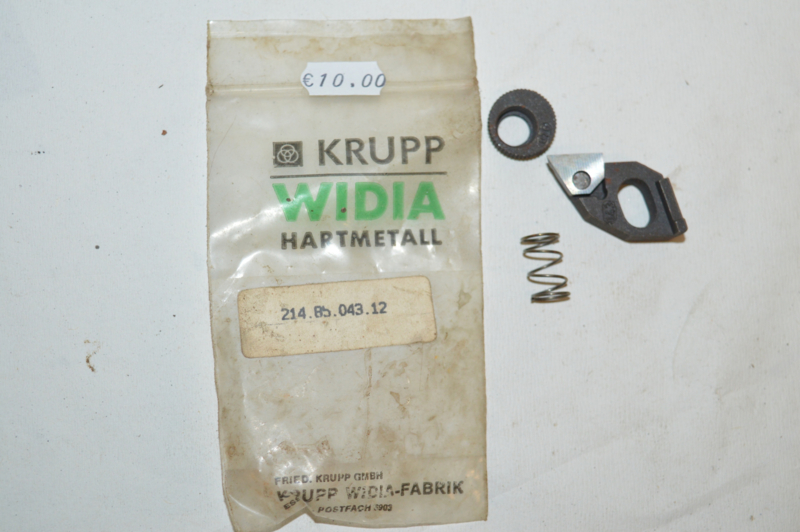 €10.00
KRUPP
WIDIA
HARTMETALL
214.85.043.12
FRIED. KRUPP GMBH
KRUPP WIDIA-FABRIK
POSTFACH